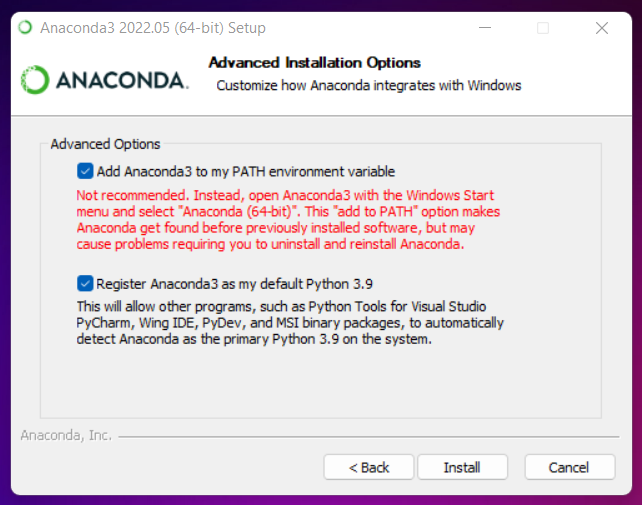 Anaconda3 2022.05 (64-bit) Setup
ANACONDA.
Advanced Installation Options
Customize how Anaconda integrates with Windows
Advanced Options
Add Anaconda3 to my PATH environment variable
Not recommended. Instead, open Anaconda3 with the Windows Start
menu and select "Anaconda (64-bit)". This "add to PATH" option makes
Anaconda get found before previously installed software, but may
cause problems requiring you to uninstall and reinstall Anaconda.
Register Anaconda3 as my default Python 3.9
This will allow other programs, such as Python Tools for Visual Studio
PyCharm, Wing IDE, PyDev, and MSI binary packages, to automatically
detect Anaconda as the primary Python 3.9 on the system.
Anaconda, Inc.
< Back Install Cancel